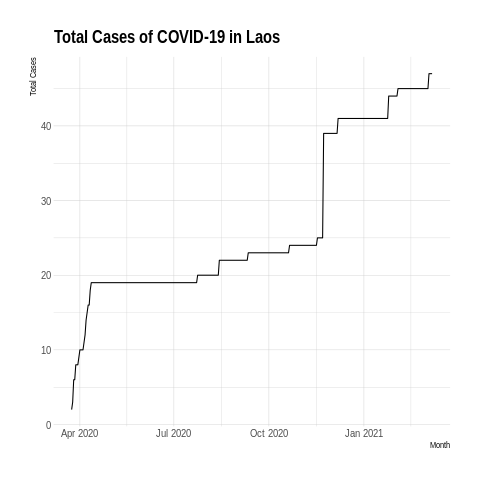 Total Cases of COVID-19 in Laos
Total Cases
40
30
20
10
0
Apr 2020
Jul 2020
Oct 2020
Jan 2021
Month